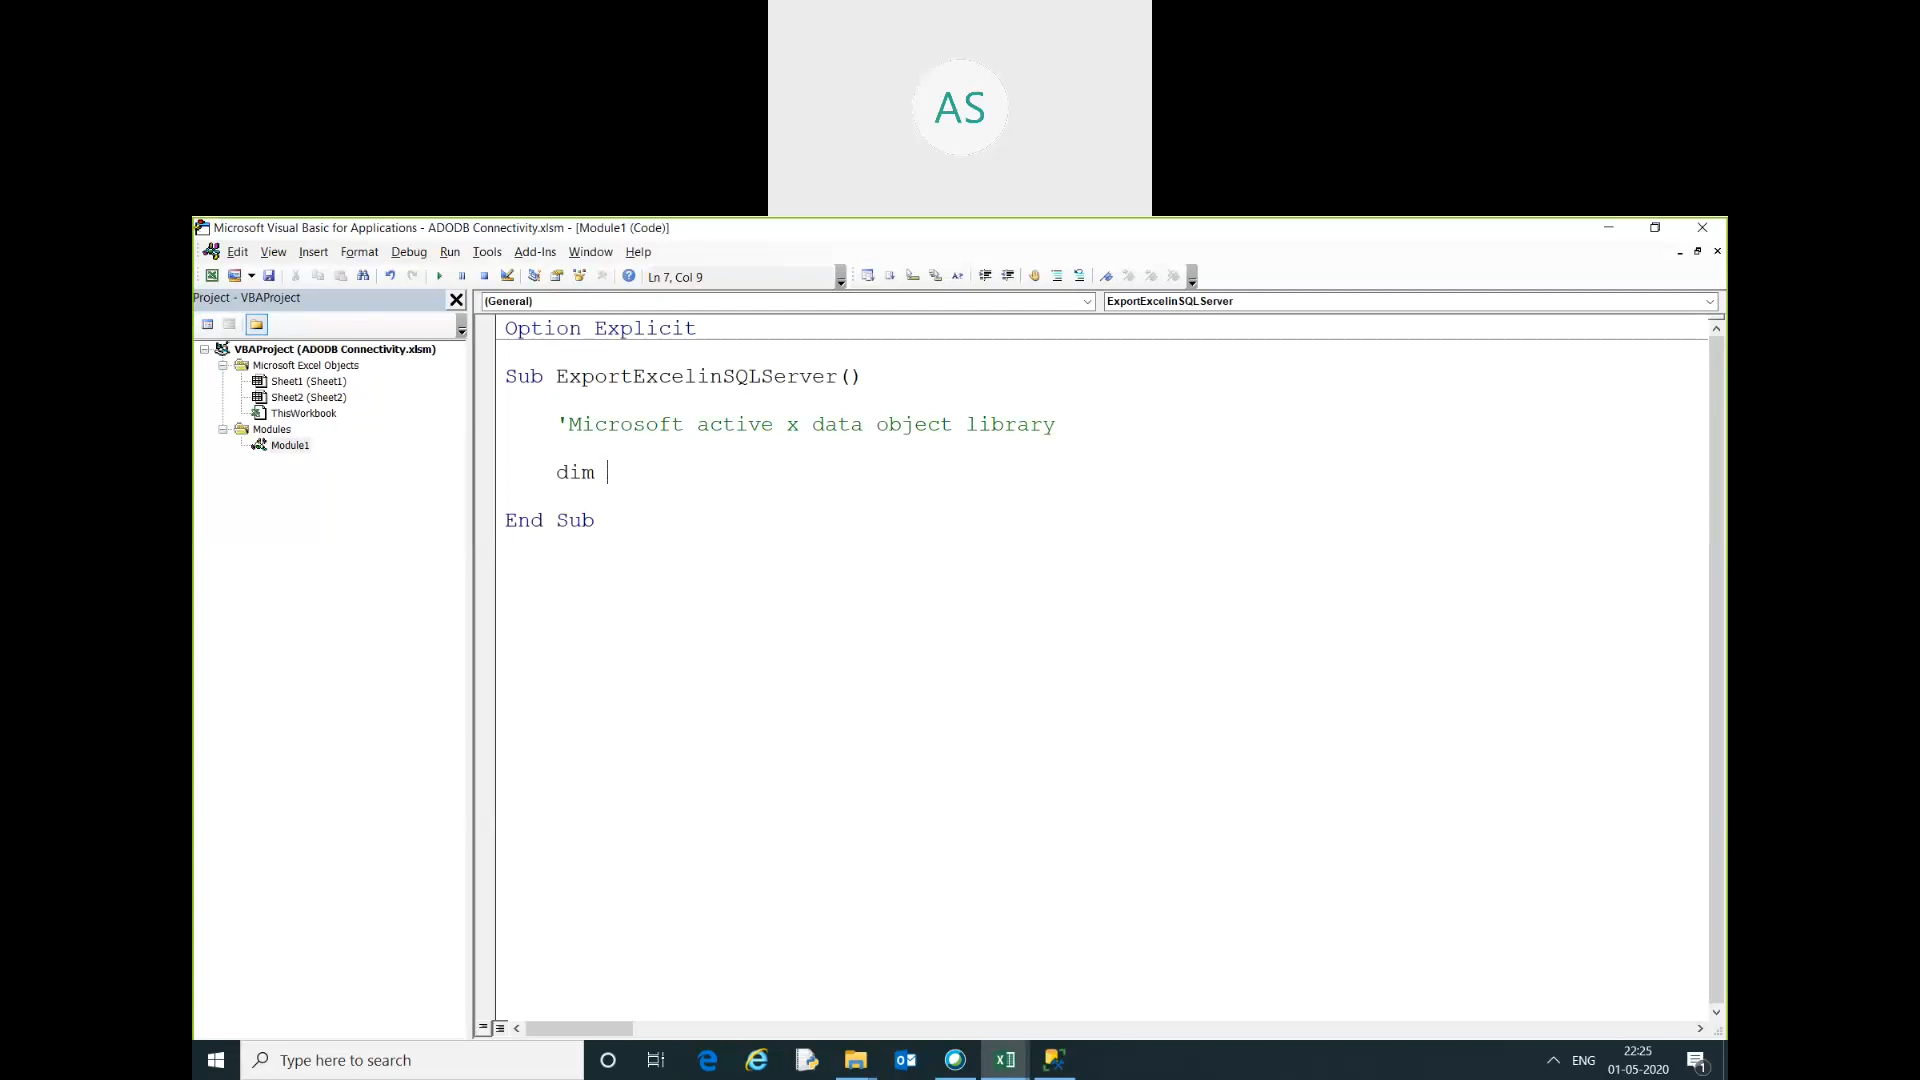 AS
Microsoft Visual Basic for Applications - ADODB Connectivity.xlsm - [Module1 (Code)]
Edit View Insert Format Debug Run Tools Add-Ins Window Help
Ln 7, Col 9
Project - VBAProject
(General)
ExportExcelinSQLServer
VBAProject (ADODB Connectivity.xlsm)
Microsoft Excel Objects
Sheet1 (Sheet1)
Sheet2 (Sheet2)
ThisWorkbook
Modules
Module1
Option Explicit
Sub ExportExcelinSQLServer()
'Microsoft active x data object library
dim
End Sub
Type here to search
ENG
22:25
01-05-2020
1